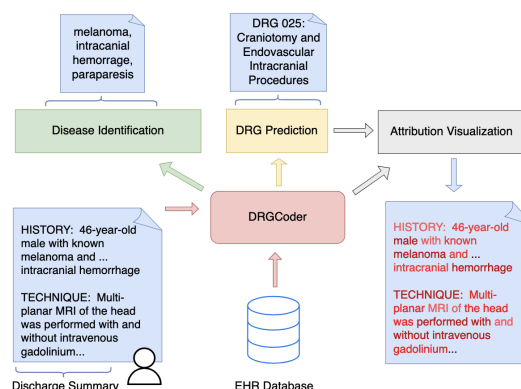 melanoma,
intracanial
hemorrage,
paraparesis
DRG 025:
Craniotomy and
Endovascular
Intracranial
Procedures
Disease Identification
DRG Prediction
Attribution Visualization
DRGCoder
HISTORY: 46-year-old
male with known
melanoma and ...
intracranial hemorrhage
TECHNIQUE: Multi-
planar MRI of the head
was performed with and
without intravenous
gadolinium...
Discharge Summary
EHR Database
HISTORY: 46-year-old
male with known
melanoma and ...
intracranial hemorrhage
TECHNIQUE: Multi-
planar MRI of the head
was performed with and
without intravenous
gadolinium...